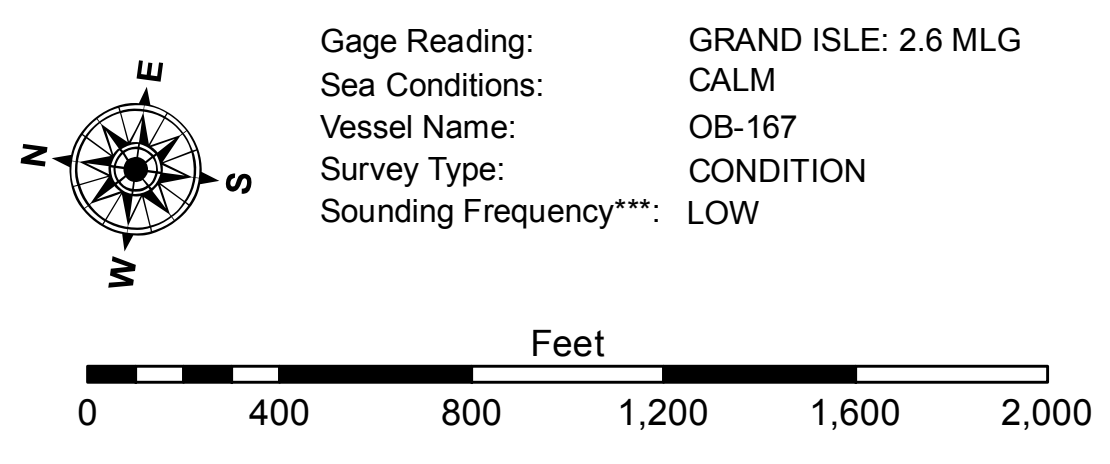 N
E
S
W
Gage Reading: GRAND ISLE: 2.6 MLG
Sea Conditions: CALM
Vessel Name: OB-167
Survey Type: CONDITION
Sounding Frequency***: LOW
Feet
0 400 800 1,200 1,600 2,000